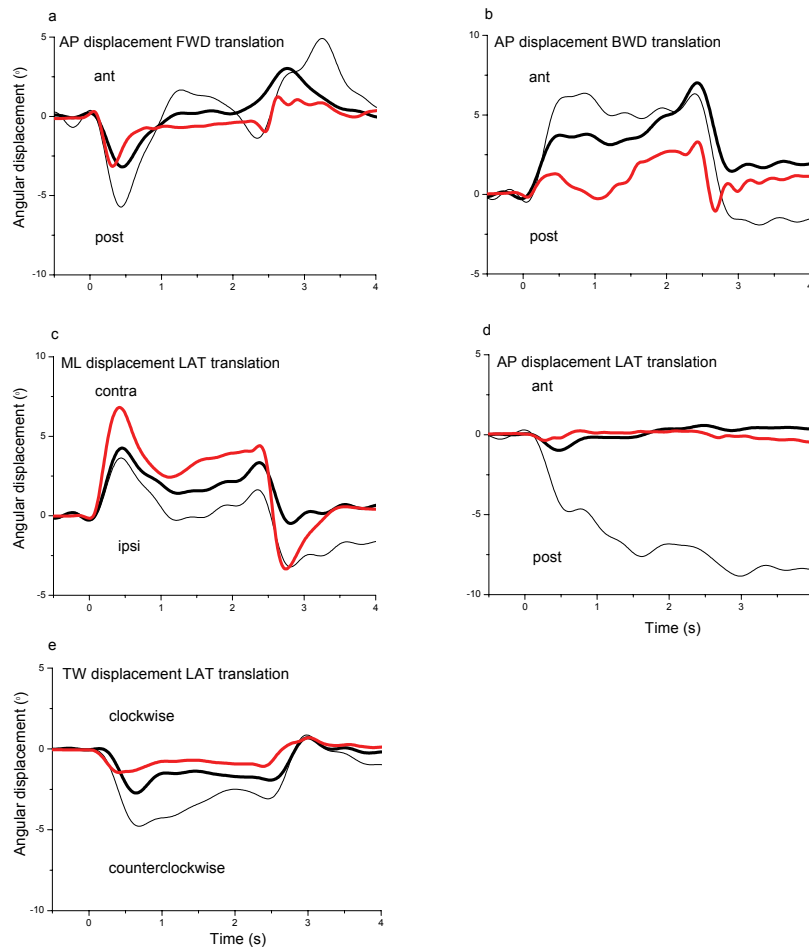 a
AP displacement FWD translation
ant
post
Angular displacement (°)
5
0
-5
-10
0 1 2 3 4
b
AP displacement BWD translation
ant
post
10
5
0
-5
0 1 2 3 4
c
ML displacement LAT translation
contra
ipsi
Angular displacement (°)
10
5
0
-5
0 1 2 3 4
d
AP displacement LAT translation
ant
post
5
0
-5
-10
0 1 2 3 4
Time (s)
e
TW displacement LAT translation
clockwise
counterclockwise
Angular displacement (°)
5
0
-5
-10
0 1 2 3 4
Time (s)